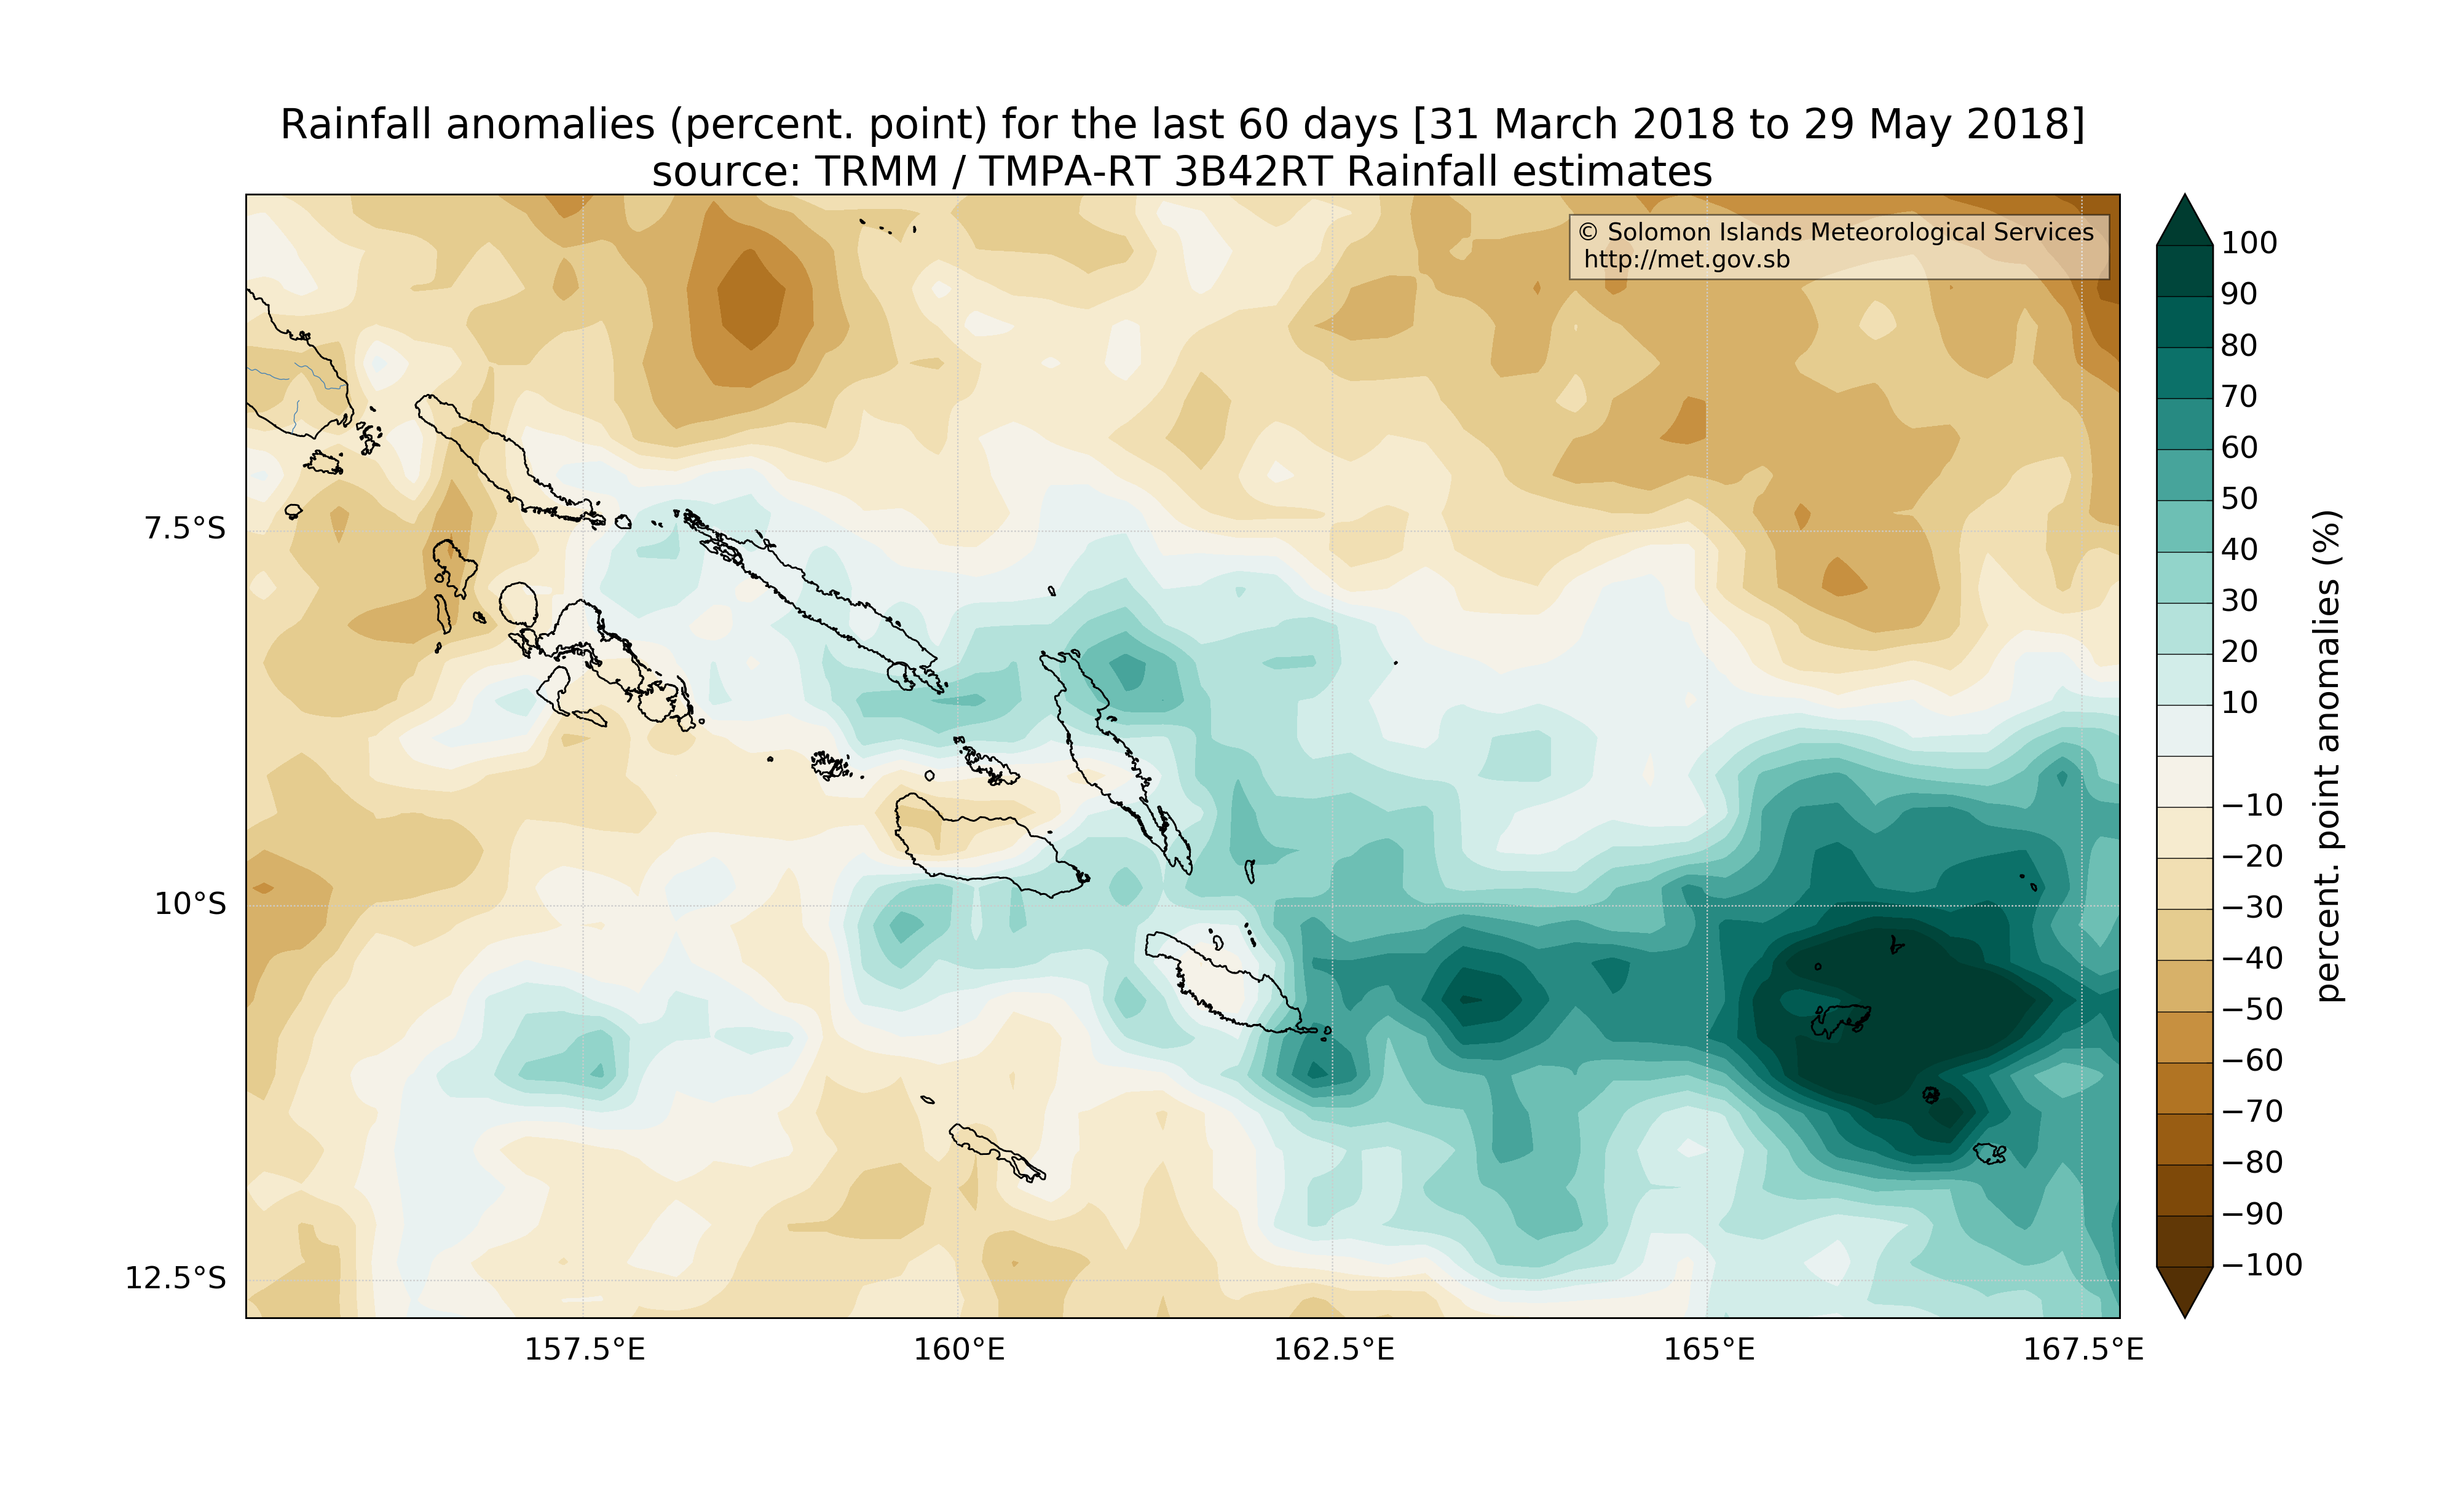 Rainfall anomalies (percent. point) for the last 60 days [31 March 2018 to 29 May 2018]
source: TRMM / TMPA-RT 3B42RT Rainfall estimates
© Solomon Islands Meteorological Services
http://met.gov.sb
7.5°S
10°S
12.5°S
157.5°E
160°E
162.5°E
165°E
167.5°E
100
90
80
70
60
50
40
30
20
10
−10
−20
−30
−40
−50
−60
−70
−80
−90
−100
percent. point anomalies (%)